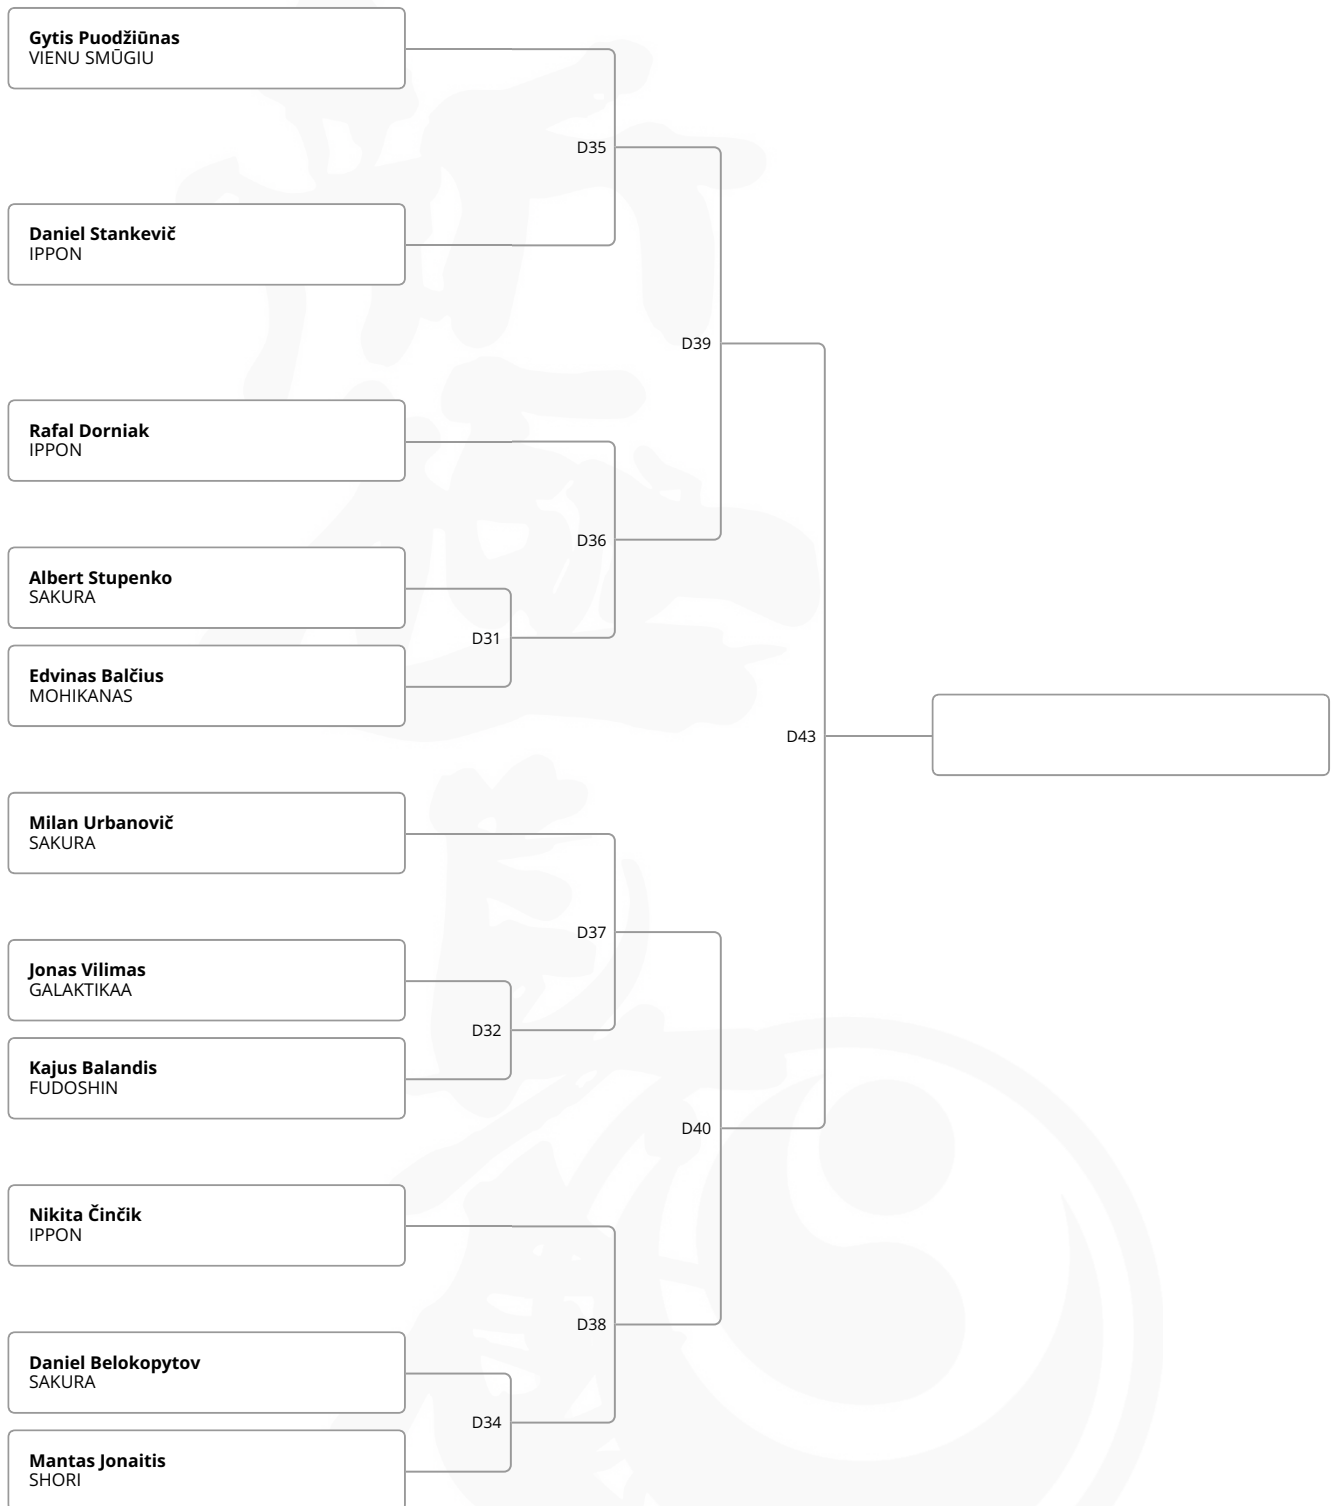 Gytis Puodžiūnas
VIENU SMŪGIU
D35
Daniel Stankevič
IPPON
D39
Rafal Dorniak
IPPON
D36
Albert Stupenko
SAKURA
D31
Edvinas Balčius
MOHIKANAS
D43
Milan Urbanovič
SAKURA
D37
Jonas Vilimas
GALAKTIKAA
D32
Kajus Balandis
FUDOSHIN
D40
Nikita Činčik
IPPON
D38
Daniel Belokopytov
SAKURA
D34
Mantas Jonaitis
SHORI